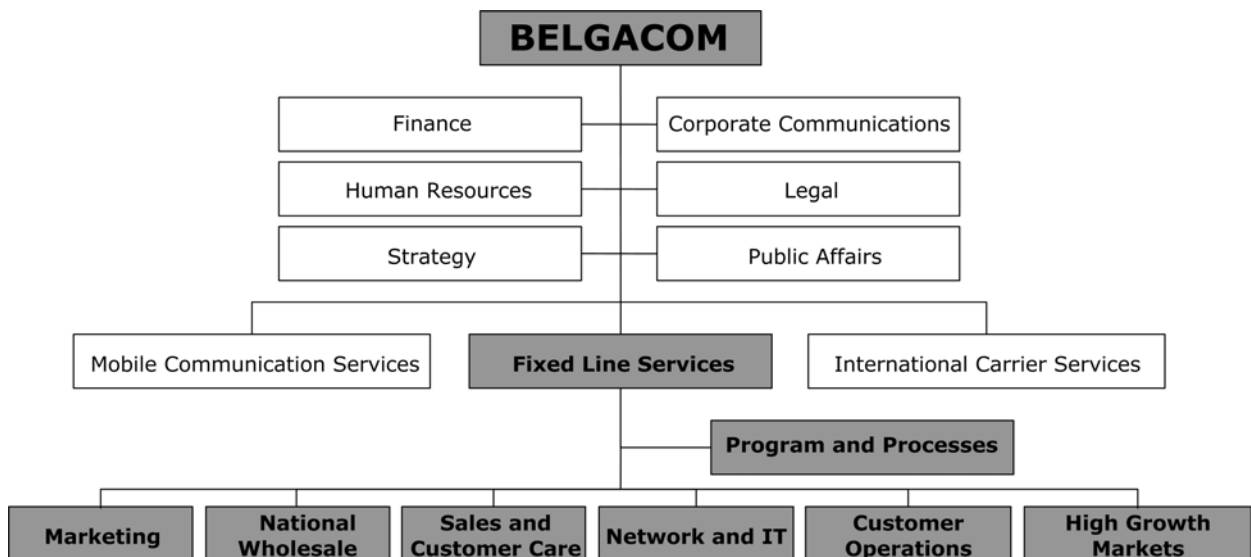 BELGACOM
Finance
Corporate Communications
Human Resources
Legal
Strategy
Public Affairs
Mobile Communication Services
Fixed Line Services
International Carrier Services
Program and Processes
Marketing
National
Wholesale
Sales and
Customer Care
Network and IT
Customer
Operations
High Growth
Markets